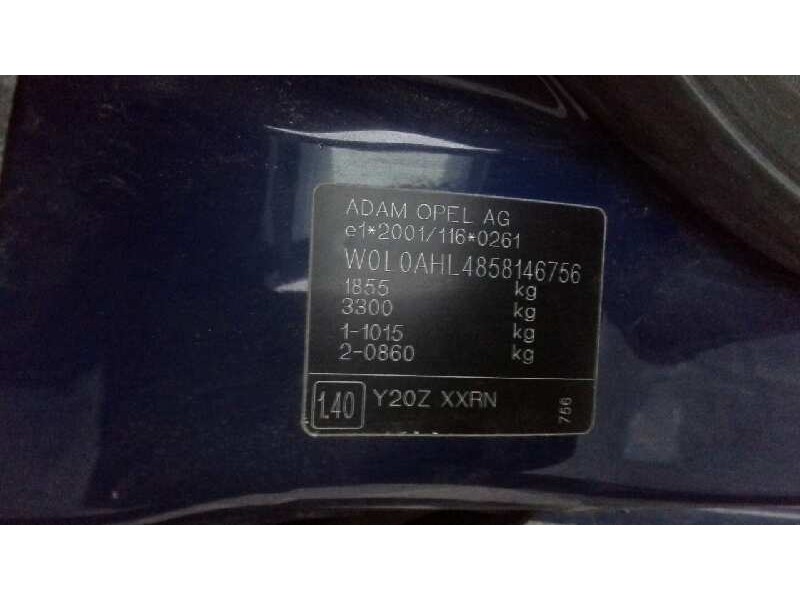 ADAM OPEL AG
e1*2001/116*0261
W0L0AHL4858146756
1855 kg
3300 kg
1-1015 kg
2-0860 kg
1.40 Y20Z XXRN 756